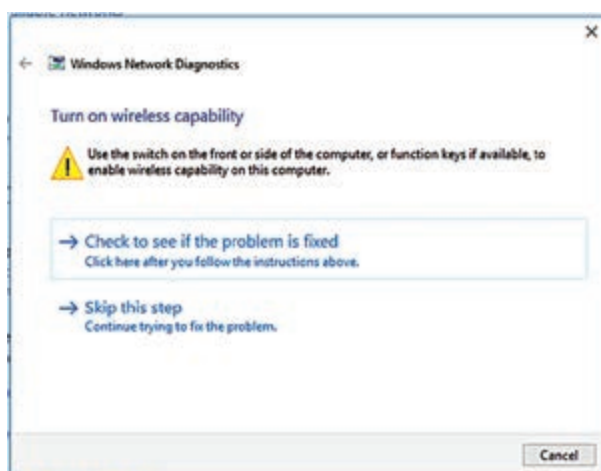 Windows Network Diagnostics
Turn on wireless capability
Use the switch on the front or side of the computer, or function keys if available, to
enable wireless capability on this computer.
Check to see if the problem is fixed
Click here after you follow the instructions above.
Skip this step
Continue trying to fix the problem.
Cancel